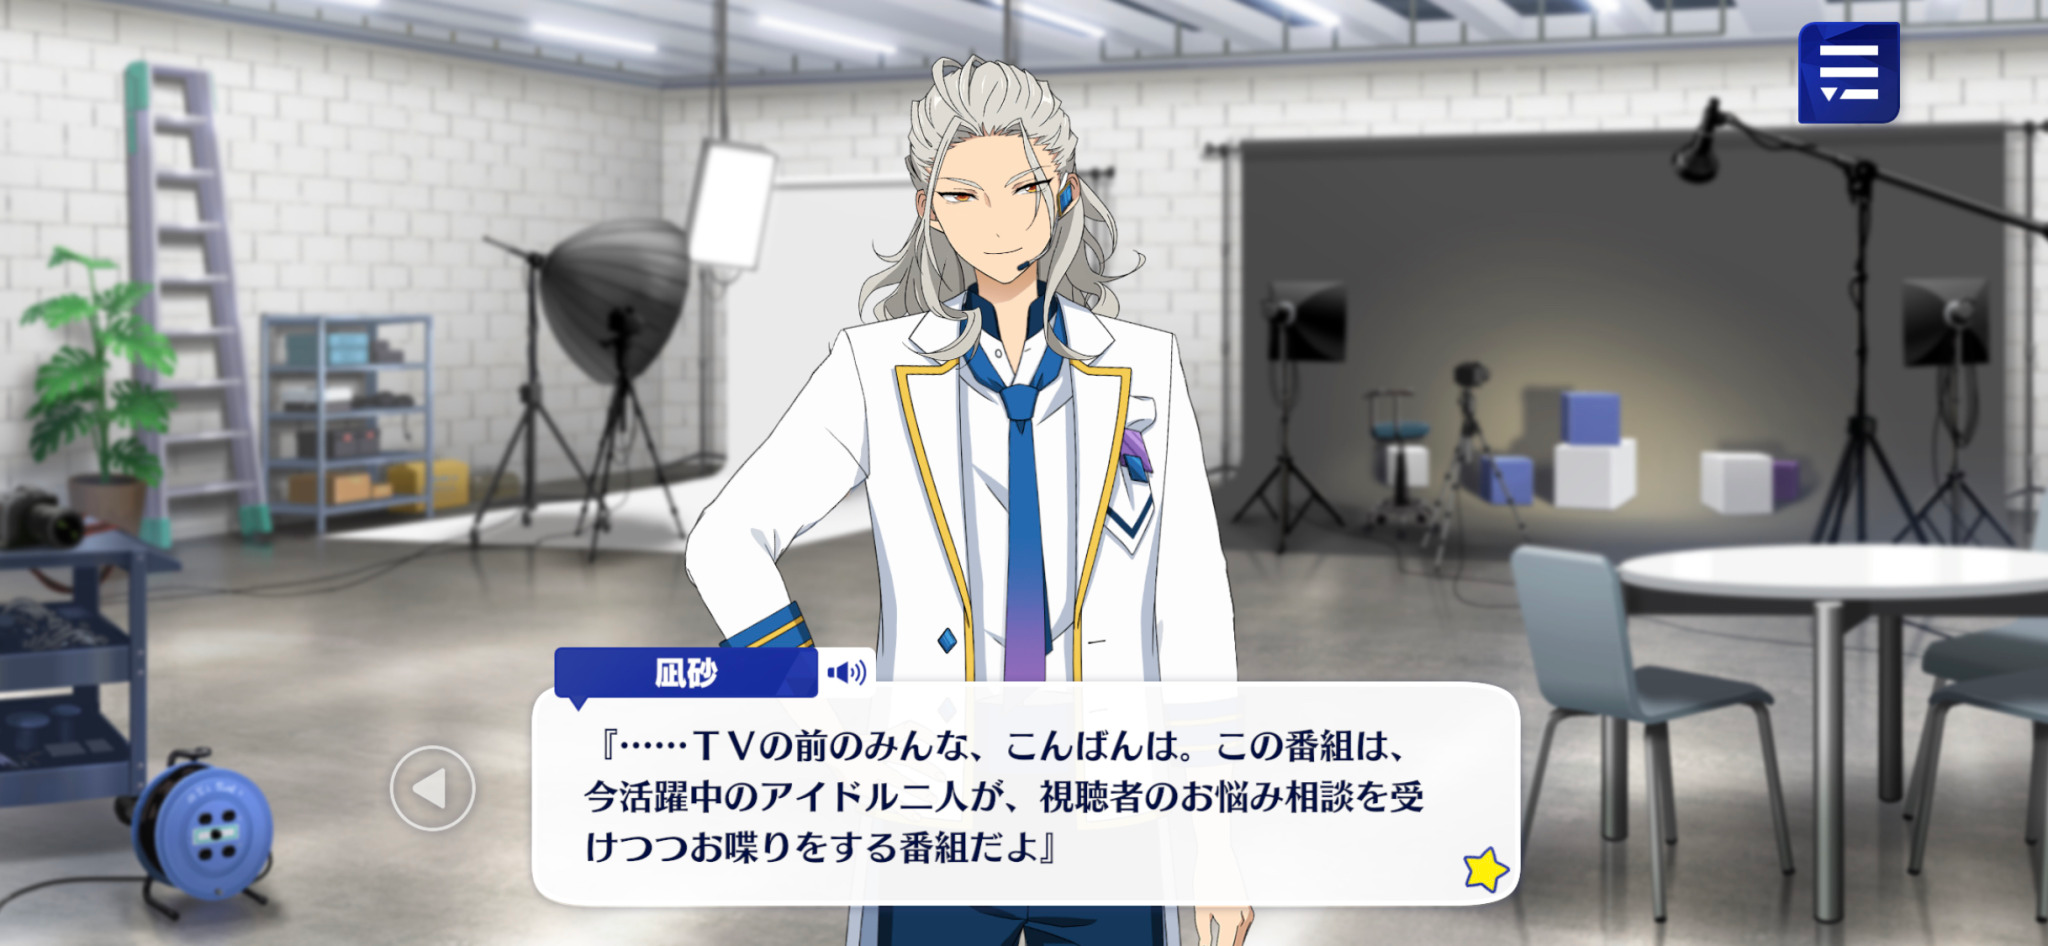 凪砂
『……ＴＶの前のみんな、こんばんは。この番組は、
今活躍中のアイドル二人が、視聴者のお悩み相談を受
けつつお喋りをする番組だよ』